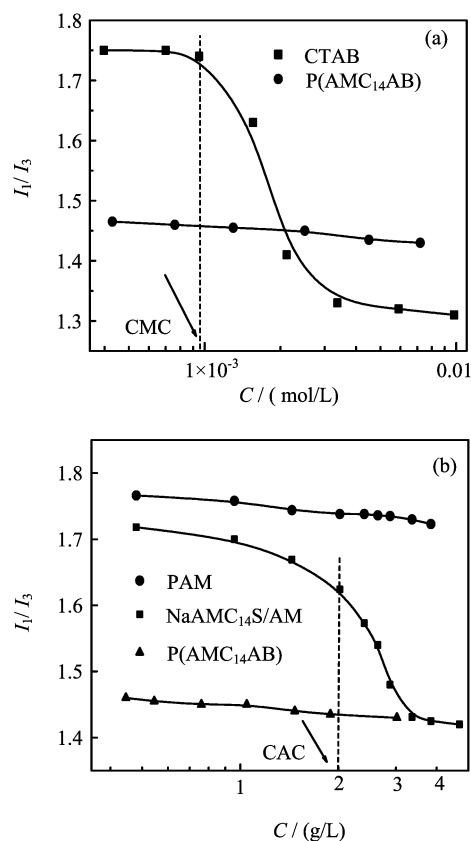 (a)
1.8
CTAB
P(AMC₁₄AB)
1.7
1.6
I₁/ I₃
1.5
1.4
CMC
1.3
1×10⁻³
0.01
C / ( mol/L)
(b)
1.8
1.7
PAM
NaAMC₁₄S/AM
P(AMC₁₄AB)
I₁/ I₃
1.6
1.5
1.4
CAC
1
2
3
4
C / (g/L)